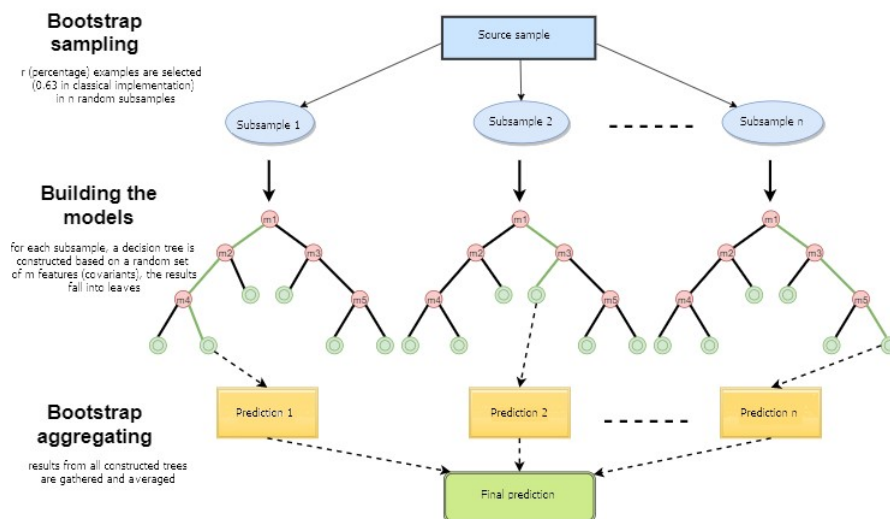 Bootstrap
sampling
r (percentage) examples are selected
(0.63 in classical implementation)
in n random subsamples
Source sample
Subsample 1
Subsample 2
Subsample n
Building the
models
for each subsample, a decision tree is
constructed based on a random set
of m features (covariants), the results
fall into leaves
m1
m2
m3
m4
m5
m1
m2
m3
m4
m5
m1
m2
m3
m4
m5
Bootstrap
aggregating
results from all constructed trees
are gathered and averaged
Prediction 1
Prediction 2
Prediction n
Final prediction